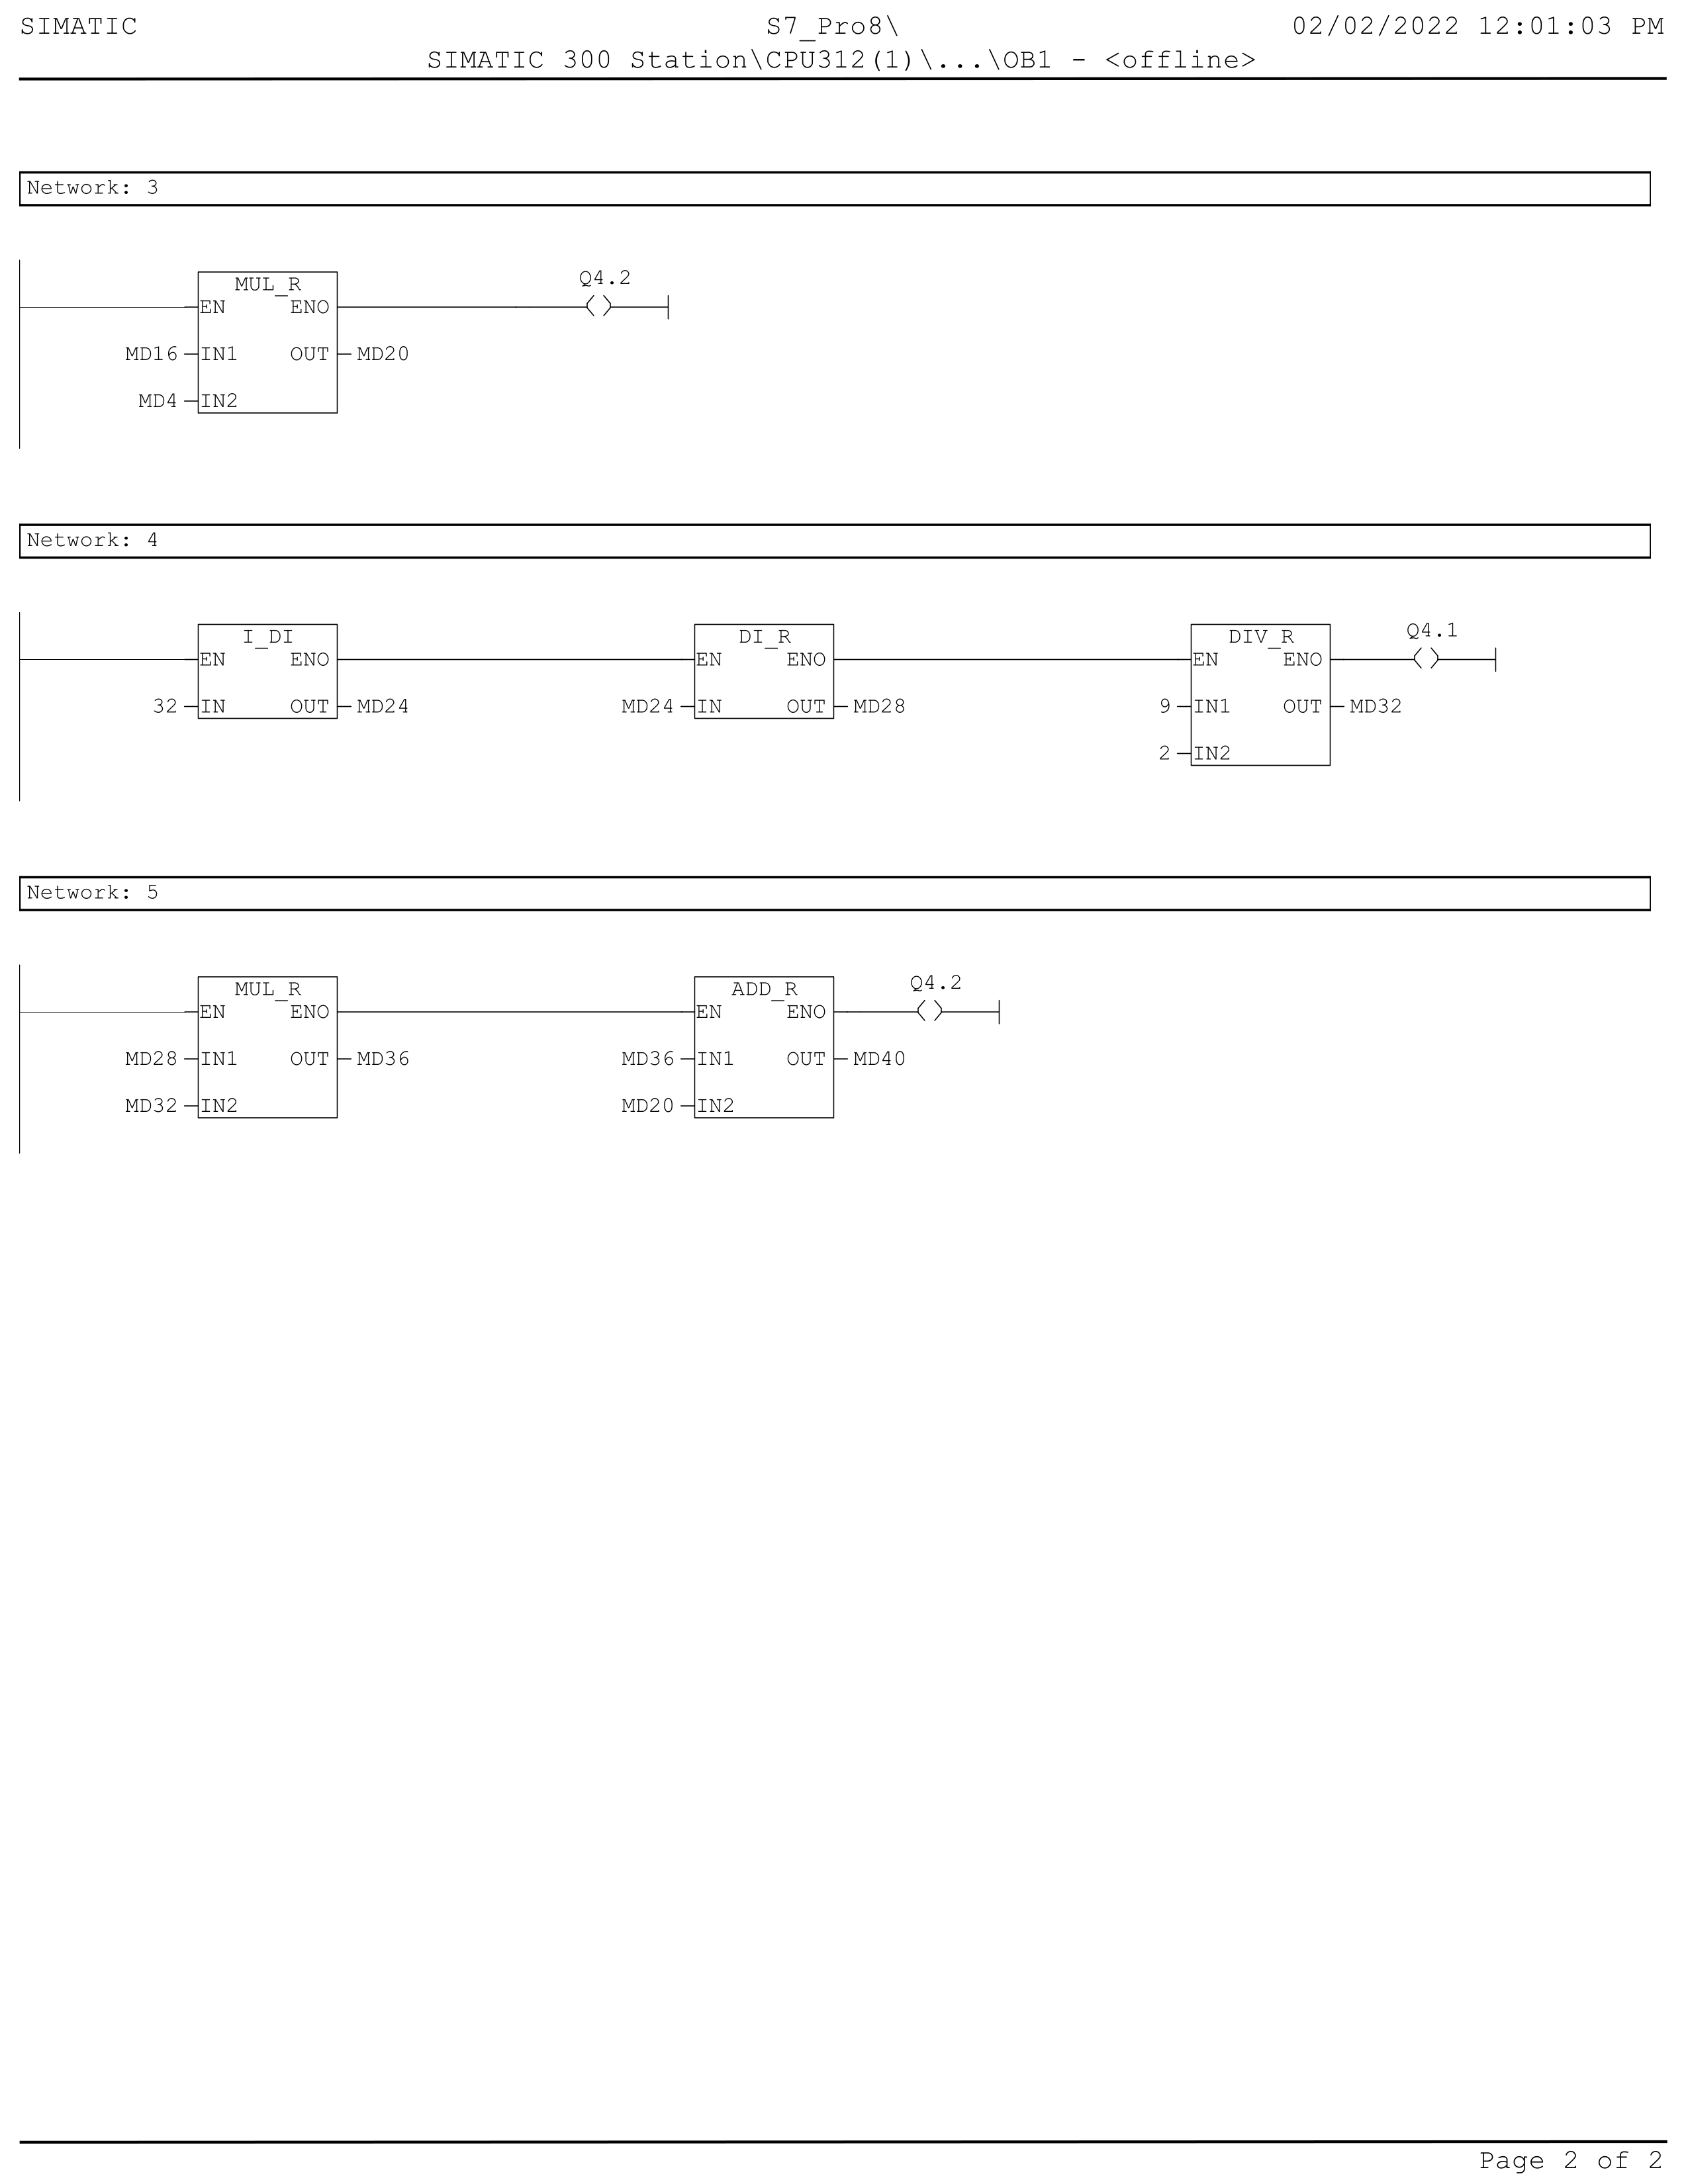 SIMATIC S7_Pro8\ 02/02/2022 12:01:03 PM
SIMATIC 300 Station\CPU312(1)\...\OB1 - <offline>
Network: 3
MUL_R Q4.2
EN ENO
MD16 IN1 OUT MD20
MD4 IN2
Network: 4
I_DI DI_R DIV_R Q4.1
EN ENO EN ENO EN ENO
32 IN OUT MD24 MD24 IN OUT MD28 9 IN1 OUT MD32
2 IN2
Network: 5
MUL_R ADD_R Q4.2
EN ENO EN ENO
MD28 IN1 OUT MD36 MD36 IN1 OUT MD40
MD32 IN2 MD20 IN2
Page 2 of 2